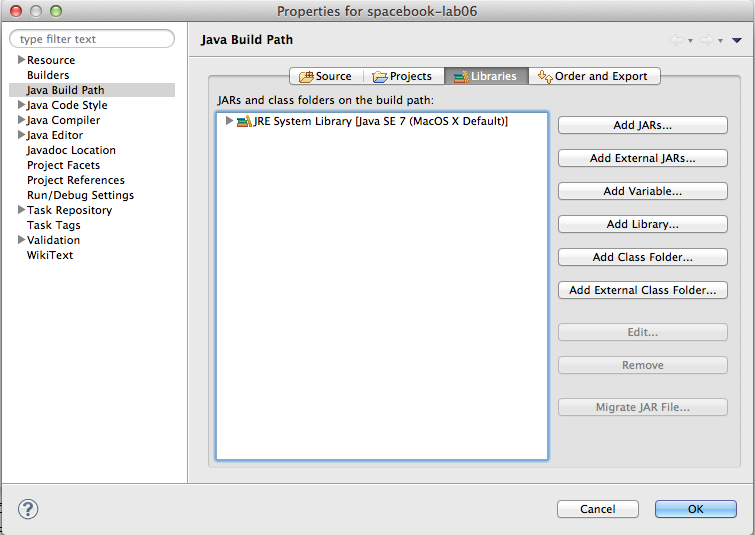 Properties for spacebook-lab06
type filter text
Resource
Builders
Java Build Path
Java Code Style
Java Compiler
Java Editor
Javadoc Location
Project Facets
Project References
Run/Debug Settings
Task Repository
Task Tags
Validation
WikiText
Java Build Path
Source
Projects
Libraries
Order and Export
JARs and class folders on the build path:
JRE System Library [Java SE 7 (MacOS X Default)]
Add JARs...
Add External JARs...
Add Variable...
Add Library...
Add Class Folder...
Add External Class Folder...
Edit...
Remove
Migrate JAR File...
?
Cancel
OK